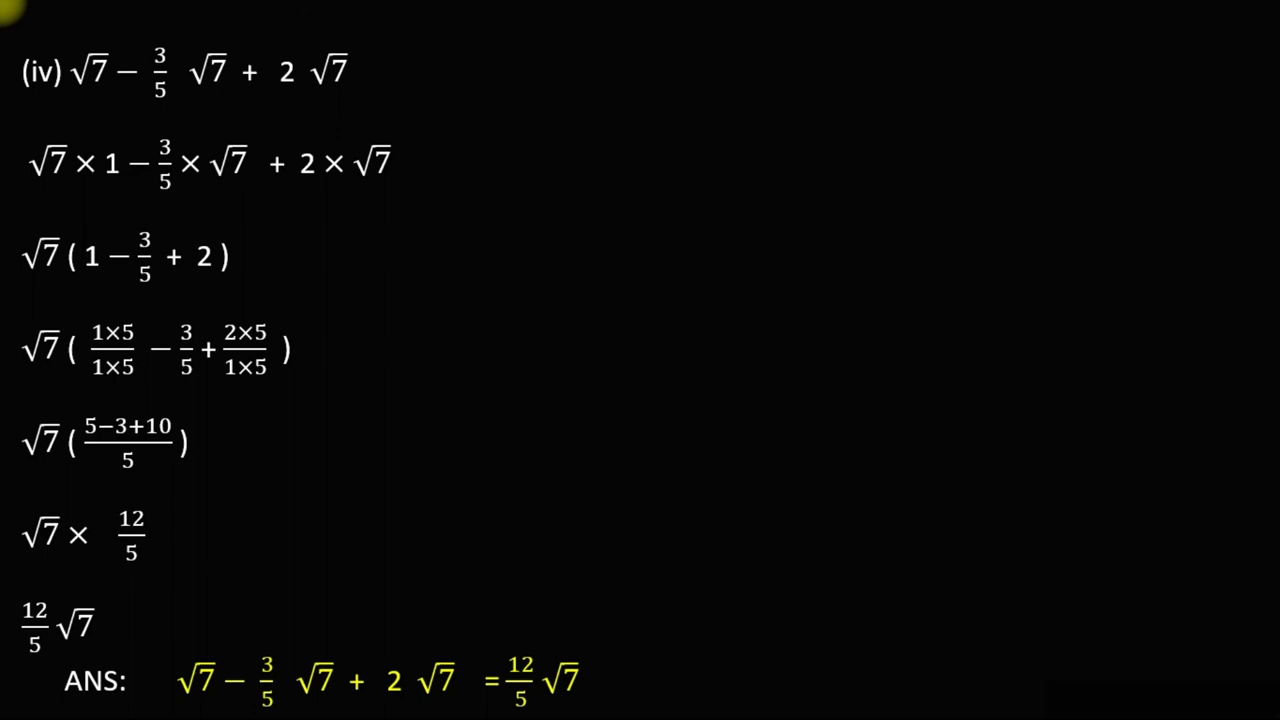 (iv) √7 − 3/5 √7 + 2 √7
√7 × 1 − 3/5 × √7 + 2 × √7
√7 ( 1 − 3/5 + 2 )
√7 ( 1×5/1×5 − 3/5 + 2×5/1×5 )
√7 ( 5−3+10/5 )
√7 × 12/5
12/5 √7
ANS: √7 − 3/5 √7 + 2 √7 = 12/5 √7